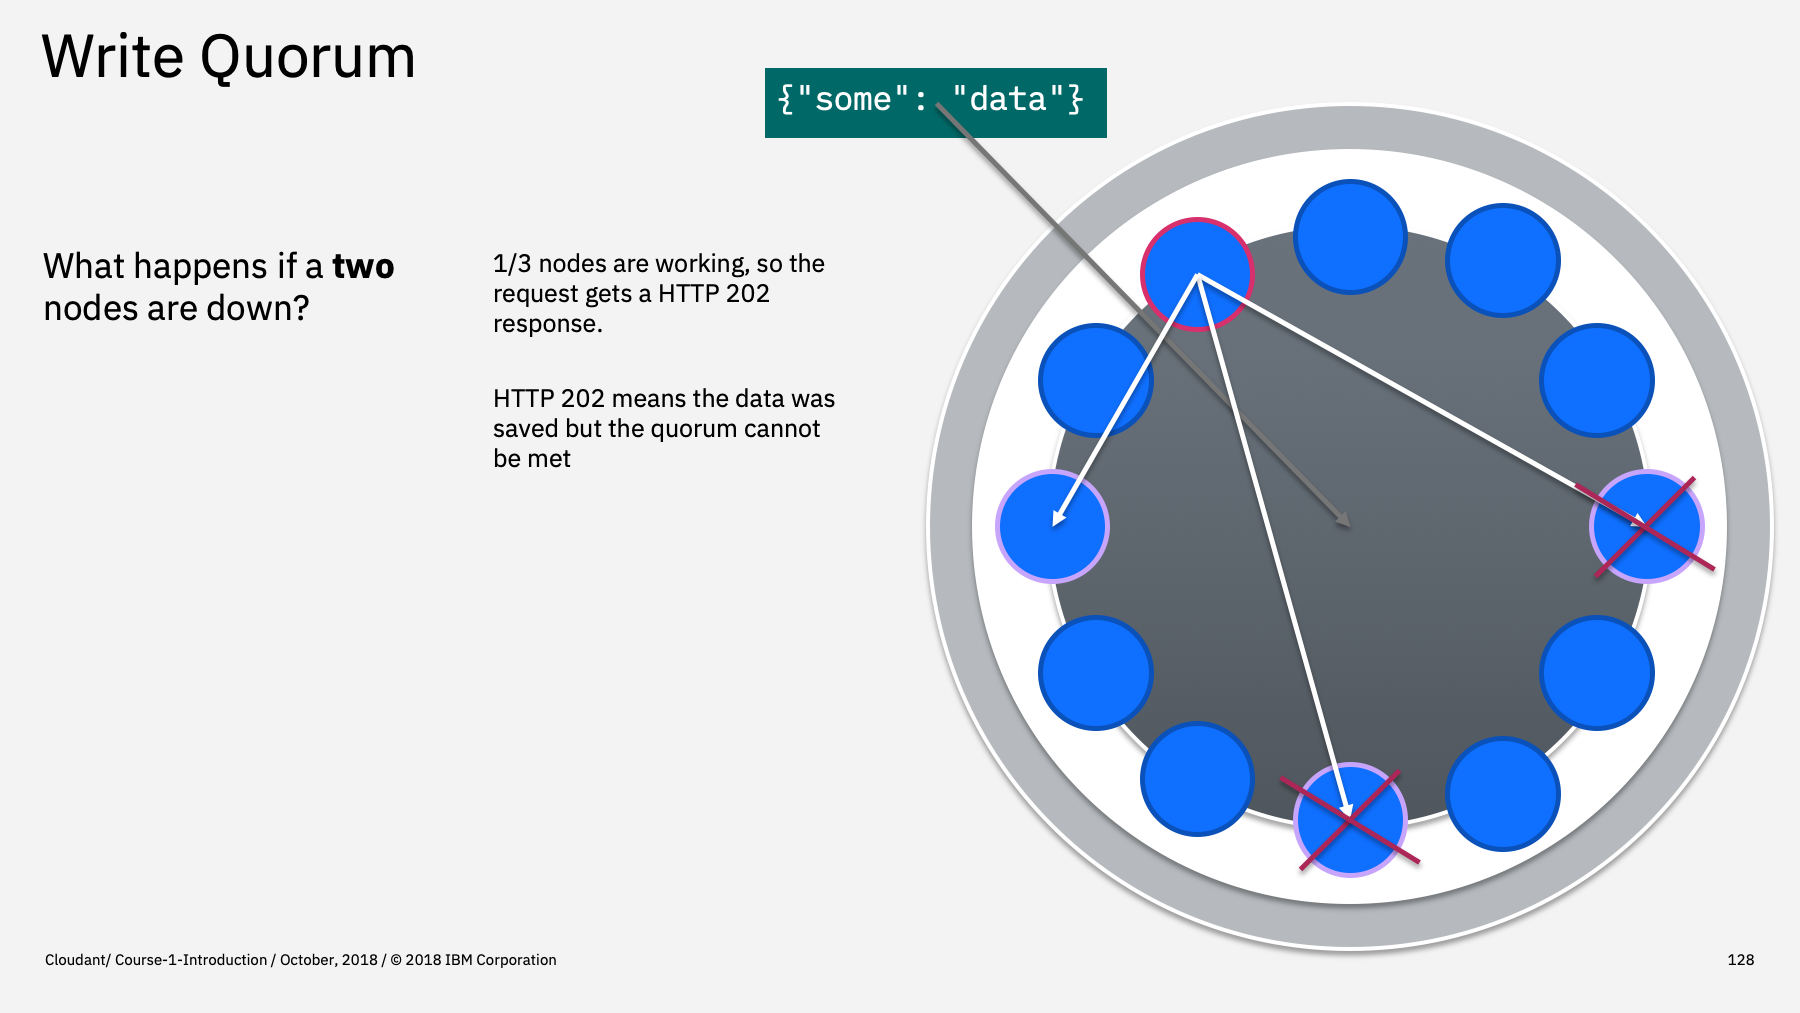 Write Quorum
{"some": "data"}
What happens if a two
nodes are down?
1/3 nodes are working, so the
request gets a HTTP 202
response.
HTTP 202 means the data was
saved but the quorum cannot
be met
Cloudant/ Course-1-Introduction / October, 2018 / © 2018 IBM Corporation
128